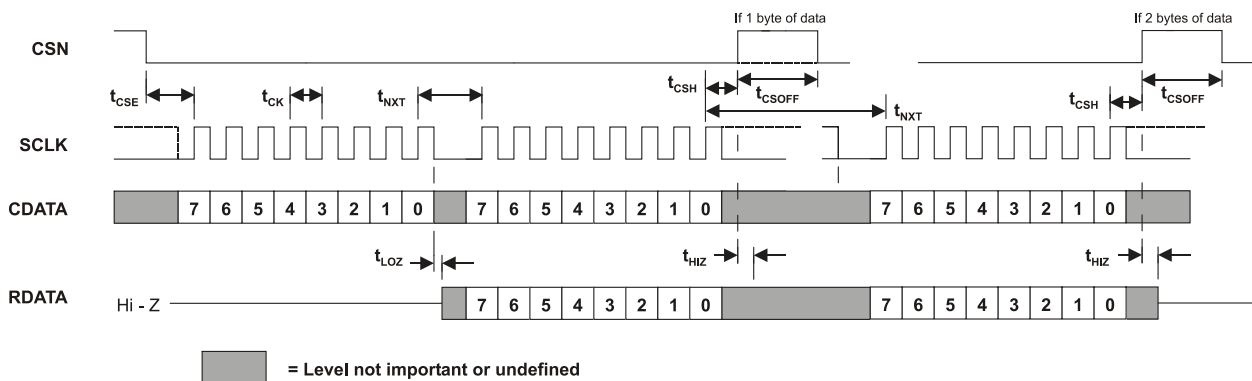 If 1 byte of data
If 2 bytes of data
CSN
tCSE
tCK
tNXT
tCSH
tCSOFF
tNXT
tCSH
tCSOFF
SCLK
CDATA
7 6 5 4 3 2 1 0
7 6 5 4 3 2 1 0
7 6 5 4 3 2 1 0
tLOZ
tHIZ
tHIZ
RDATA
Hi - Z
7 6 5 4 3 2 1 0
7 6 5 4 3 2 1 0
= Level not important or undefined